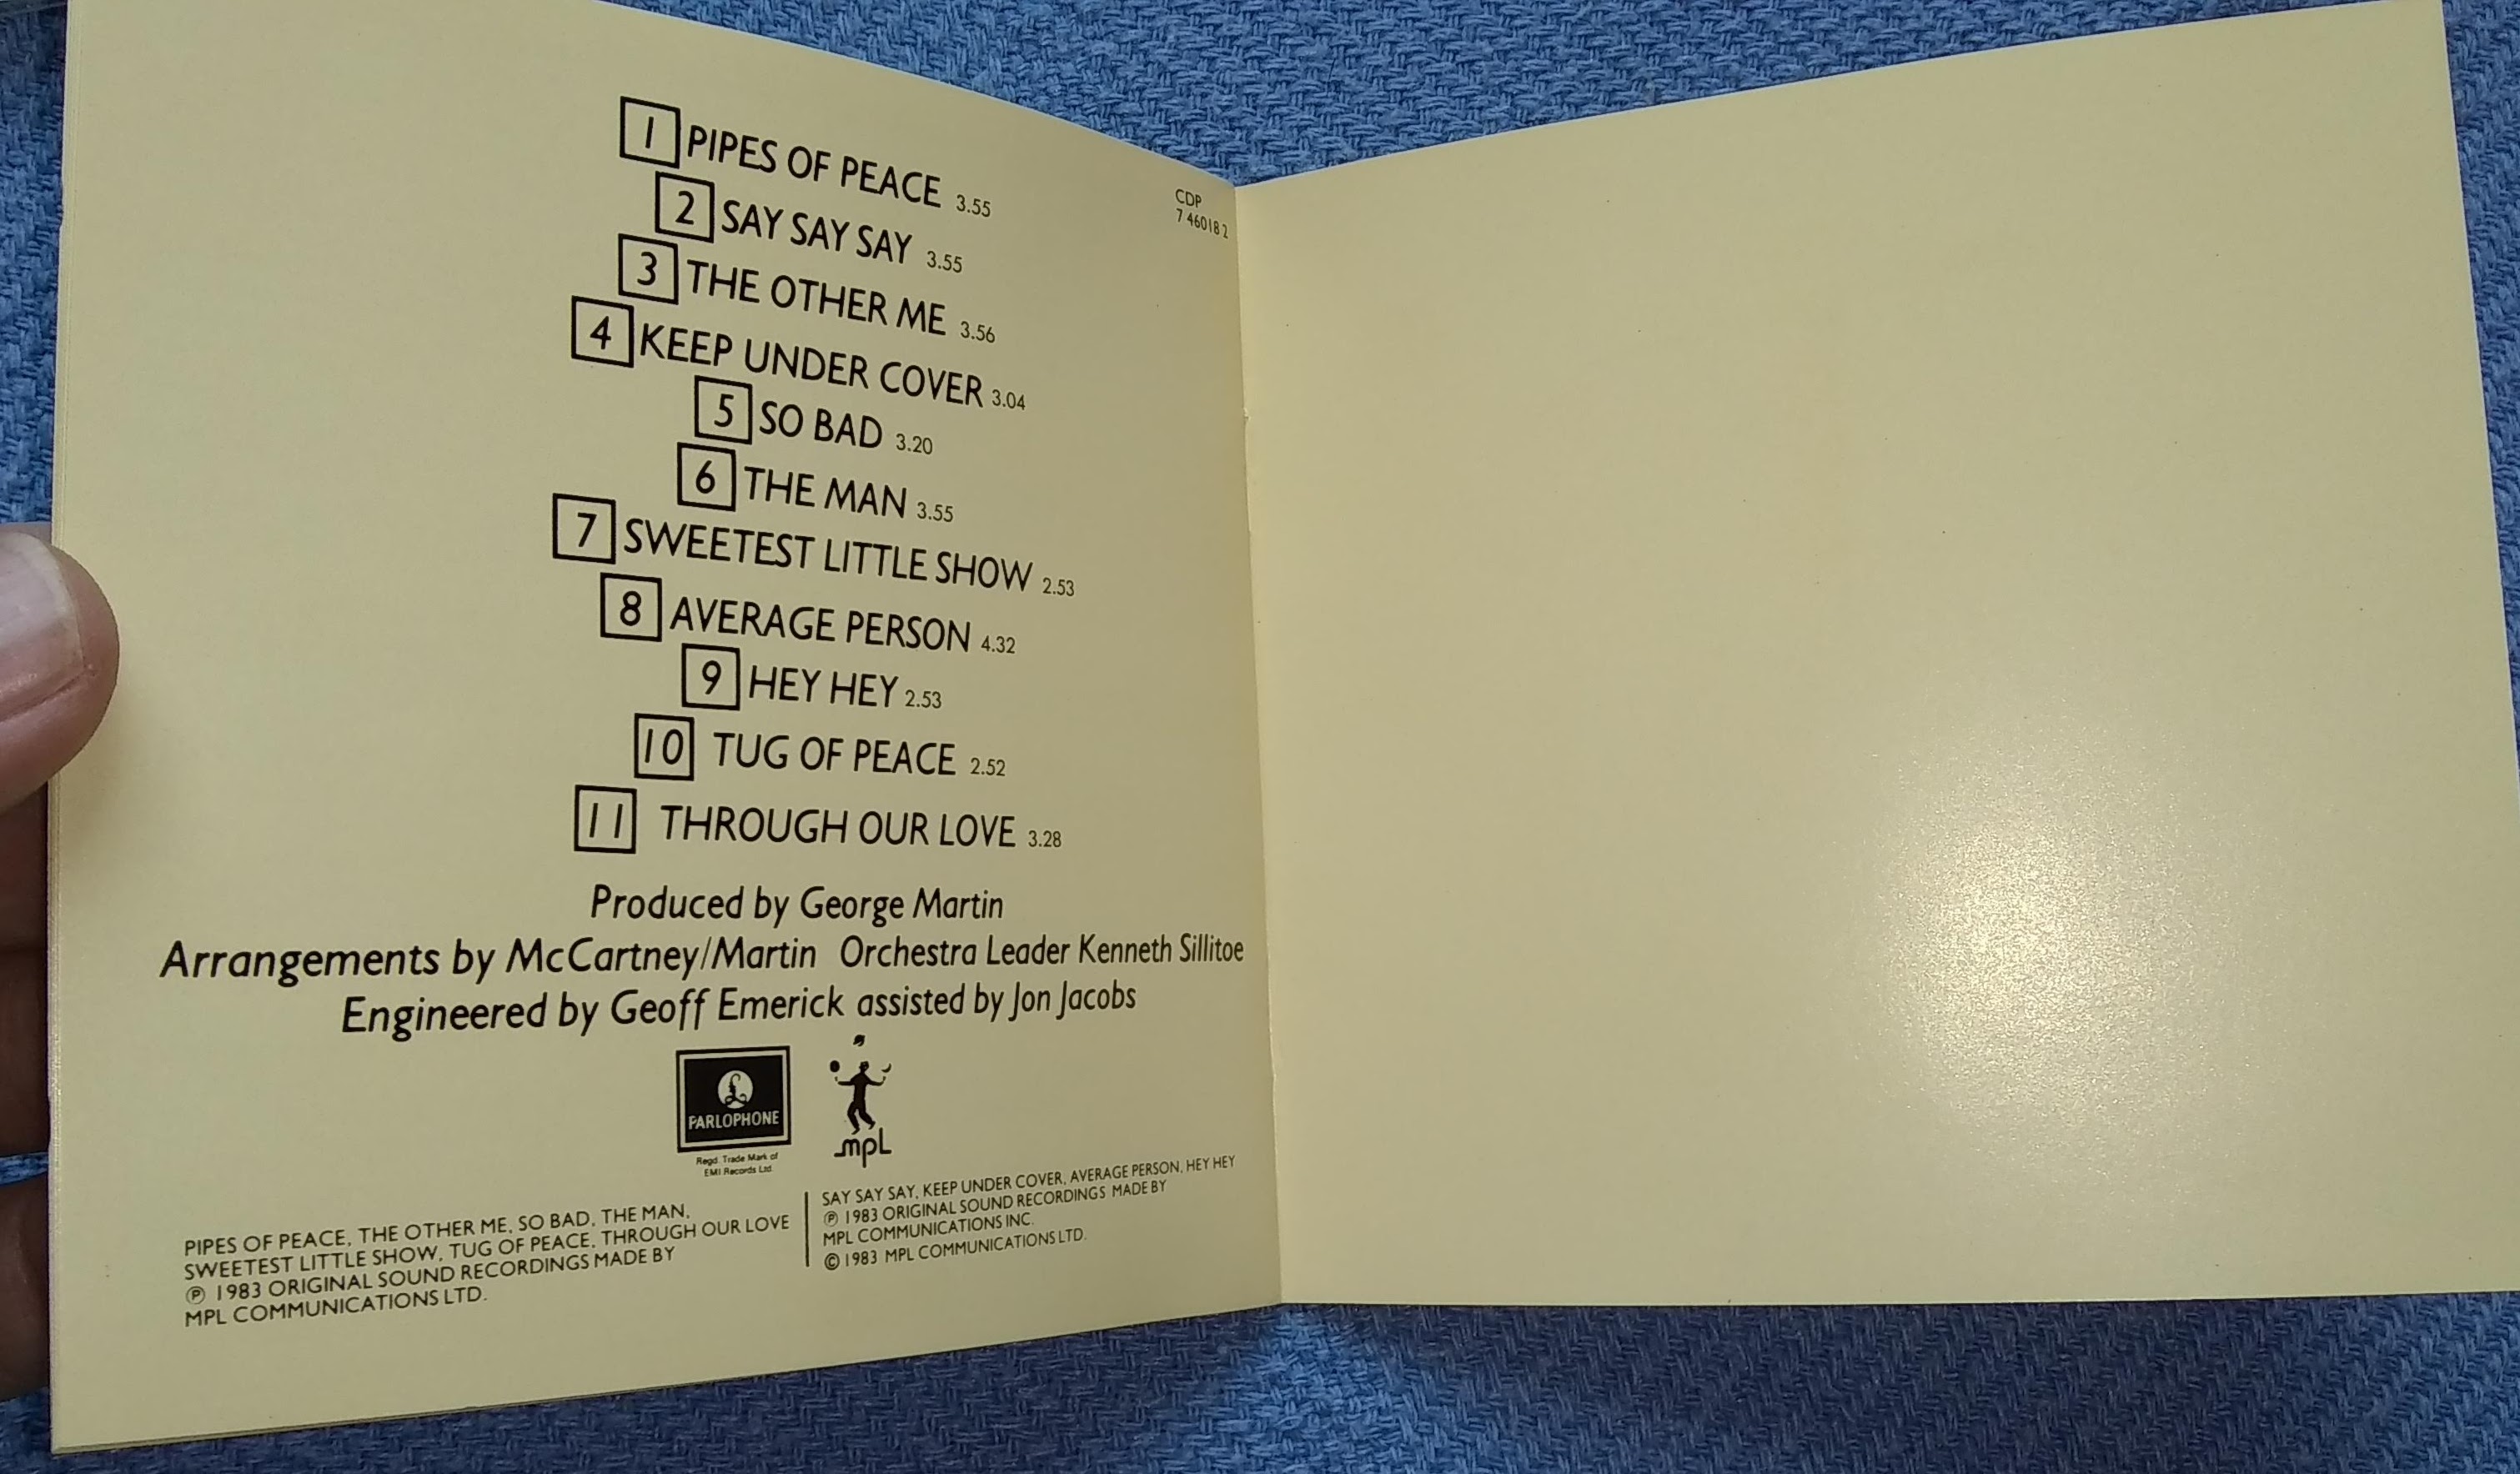 1 PIPES OF PEACE 3.55
2 SAY SAY SAY 3.55
3 THE OTHER ME 3.56
4 KEEP UNDER COVER 3.04
5 SO BAD 3.20
6 THE MAN 3.55
7 SWEETEST LITTLE SHOW 2.53
8 AVERAGE PERSON 4.32
9 HEY HEY 2.53
10 TUG OF PEACE 2.52
11 THROUGH OUR LOVE 3.28
CDP
7 46018 2
Produced by George Martin
Arrangements by McCartney/Martin Orchestra Leader Kenneth Sillitoe
Engineered by Geoff Emerick assisted by Jon Jacobs
£
PARLOPHONE
Regd. Trade Mark of
EMI Records Ltd
mpL
PIPES OF PEACE, THE OTHER ME, SO BAD, THE MAN,
SWEETEST LITTLE SHOW, TUG OF PEACE, THROUGH OUR LOVE
℗ 1983 ORIGINAL SOUND RECORDINGS MADE BY
MPL COMMUNICATIONS LTD.
SAY SAY SAY, KEEP UNDER COVER, AVERAGE PERSON, HEY HEY
℗ 1983 ORIGINAL SOUND RECORDINGS MADE BY
MPL COMMUNICATIONS INC.
© 1983 MPL COMMUNICATIONS LTD.